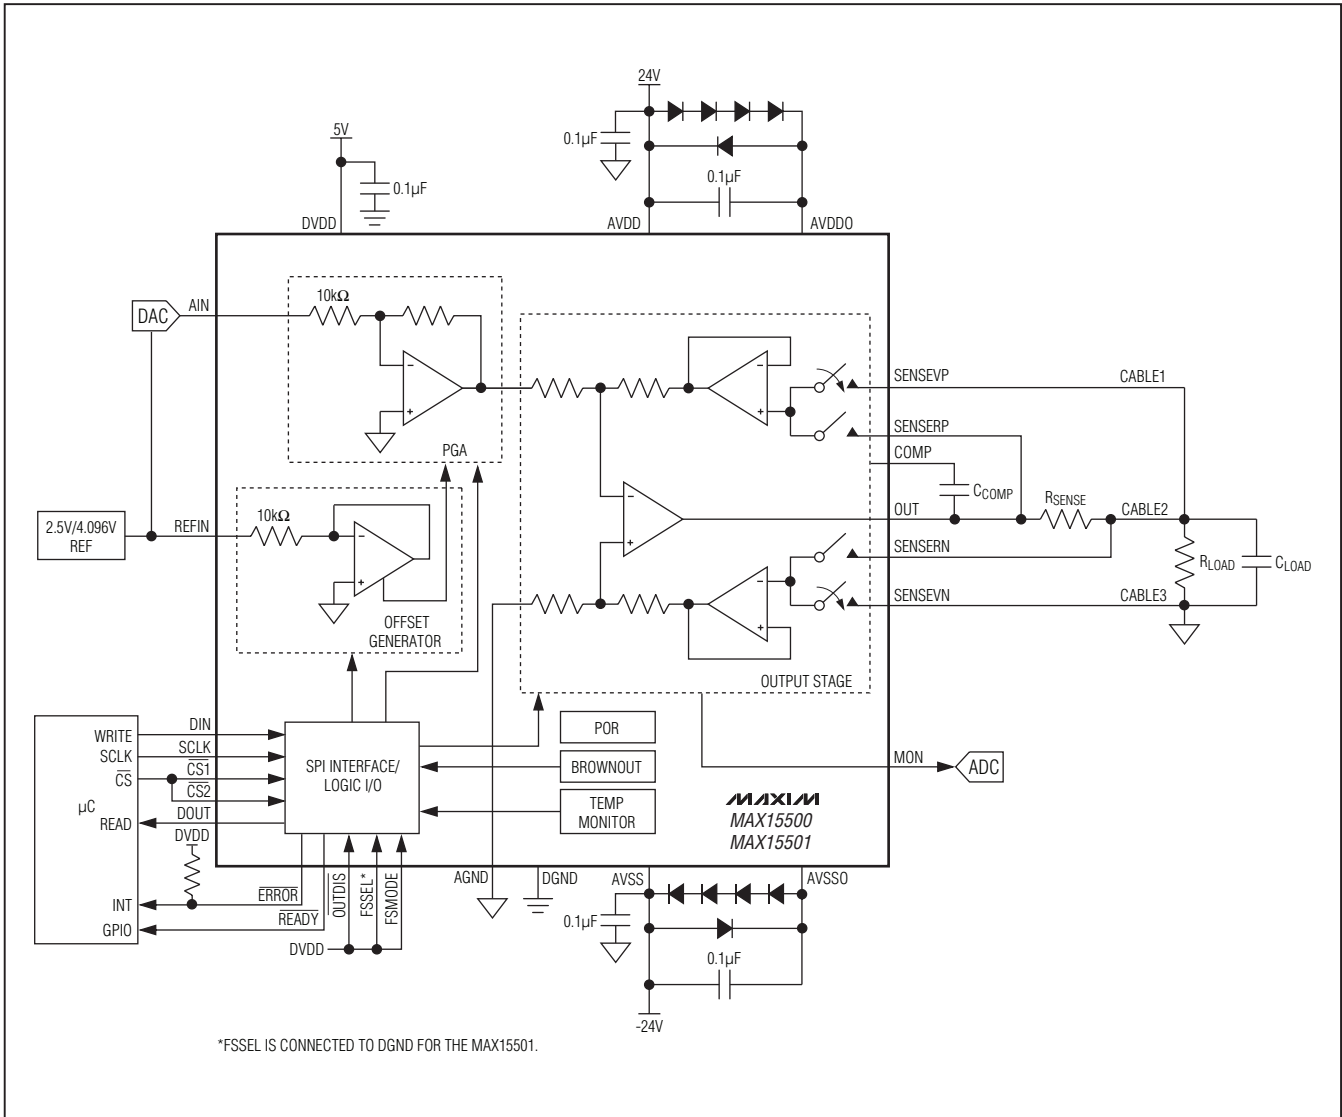 24V
0.1µF
0.1µF
AVDD
AVDDO
5V
0.1µF
DVDD
DAC
AIN
10kΩ
PGA
2.5V/4.096V
REF
REFIN
10kΩ
OFFSET
GENERATOR
SENSEVP
CABLE1
SENSERP
COMP
CCOMP
RSENSE
OUT
CABLE2
SENSERN
RLOAD
CLOAD
SENSEVN
CABLE3
OUTPUT STAGE
µC
WRITE
SCLK
CS
READ
INT
GPIO
DIN
SCLK
CS1
CS2
DOUT
DVDD
SPI INTERFACE/
LOGIC I/O
POR
BROWNOUT
TEMP
MONITOR
MON
ADC
MAXIM
MAX15500
MAX15501
ERROR
READY
OUTDIS
FSSEL*
FSMODE
DVDD
AGND
DGND
AVSS
AVSSO
0.1µF
0.1µF
-24V
*FSSEL IS CONNECTED TO DGND FOR THE MAX15501.